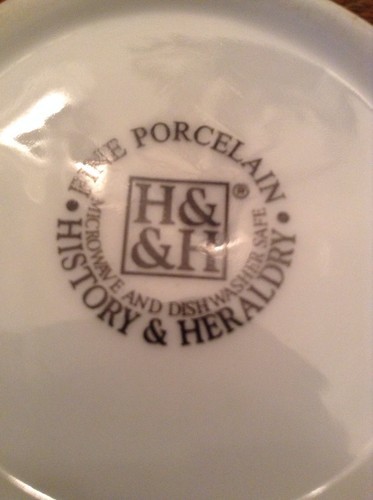 FINE PORCELAIN
H&
&H®
MICROWAVE AND DISHWASHER SAFE
• HISTORY & HERALDRY •